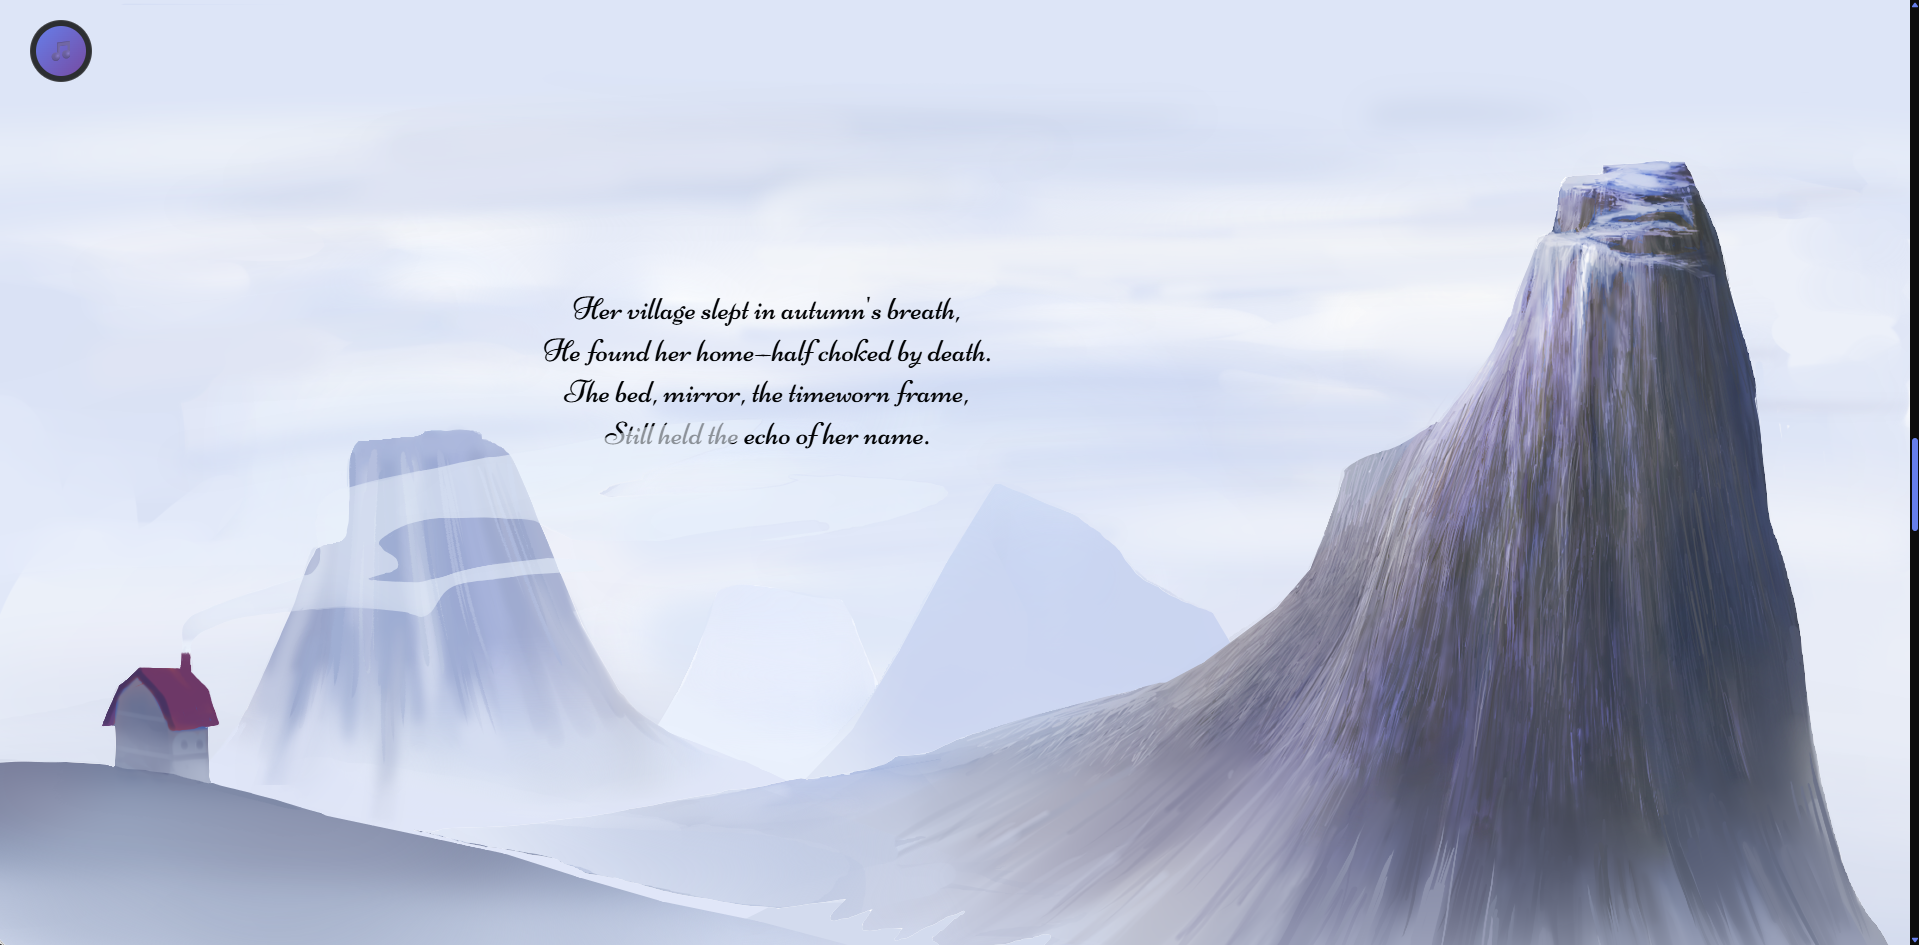 Her village slept in autumn's breath,
He found her home—half choked by death.
The bed, mirror, the timeworn frame,
Still held the echo of her name.